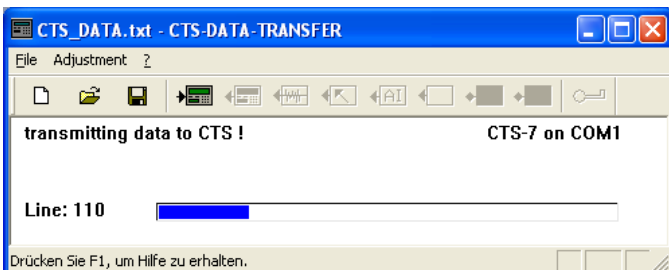 CTS_DATA.txt - CTS-DATA-TRANSFER
File Adjustment ?
AI
transmitting data to CTS ! CTS-7 on COM1
Line: 110
Drücken Sie F1, um Hilfe zu erhalten.